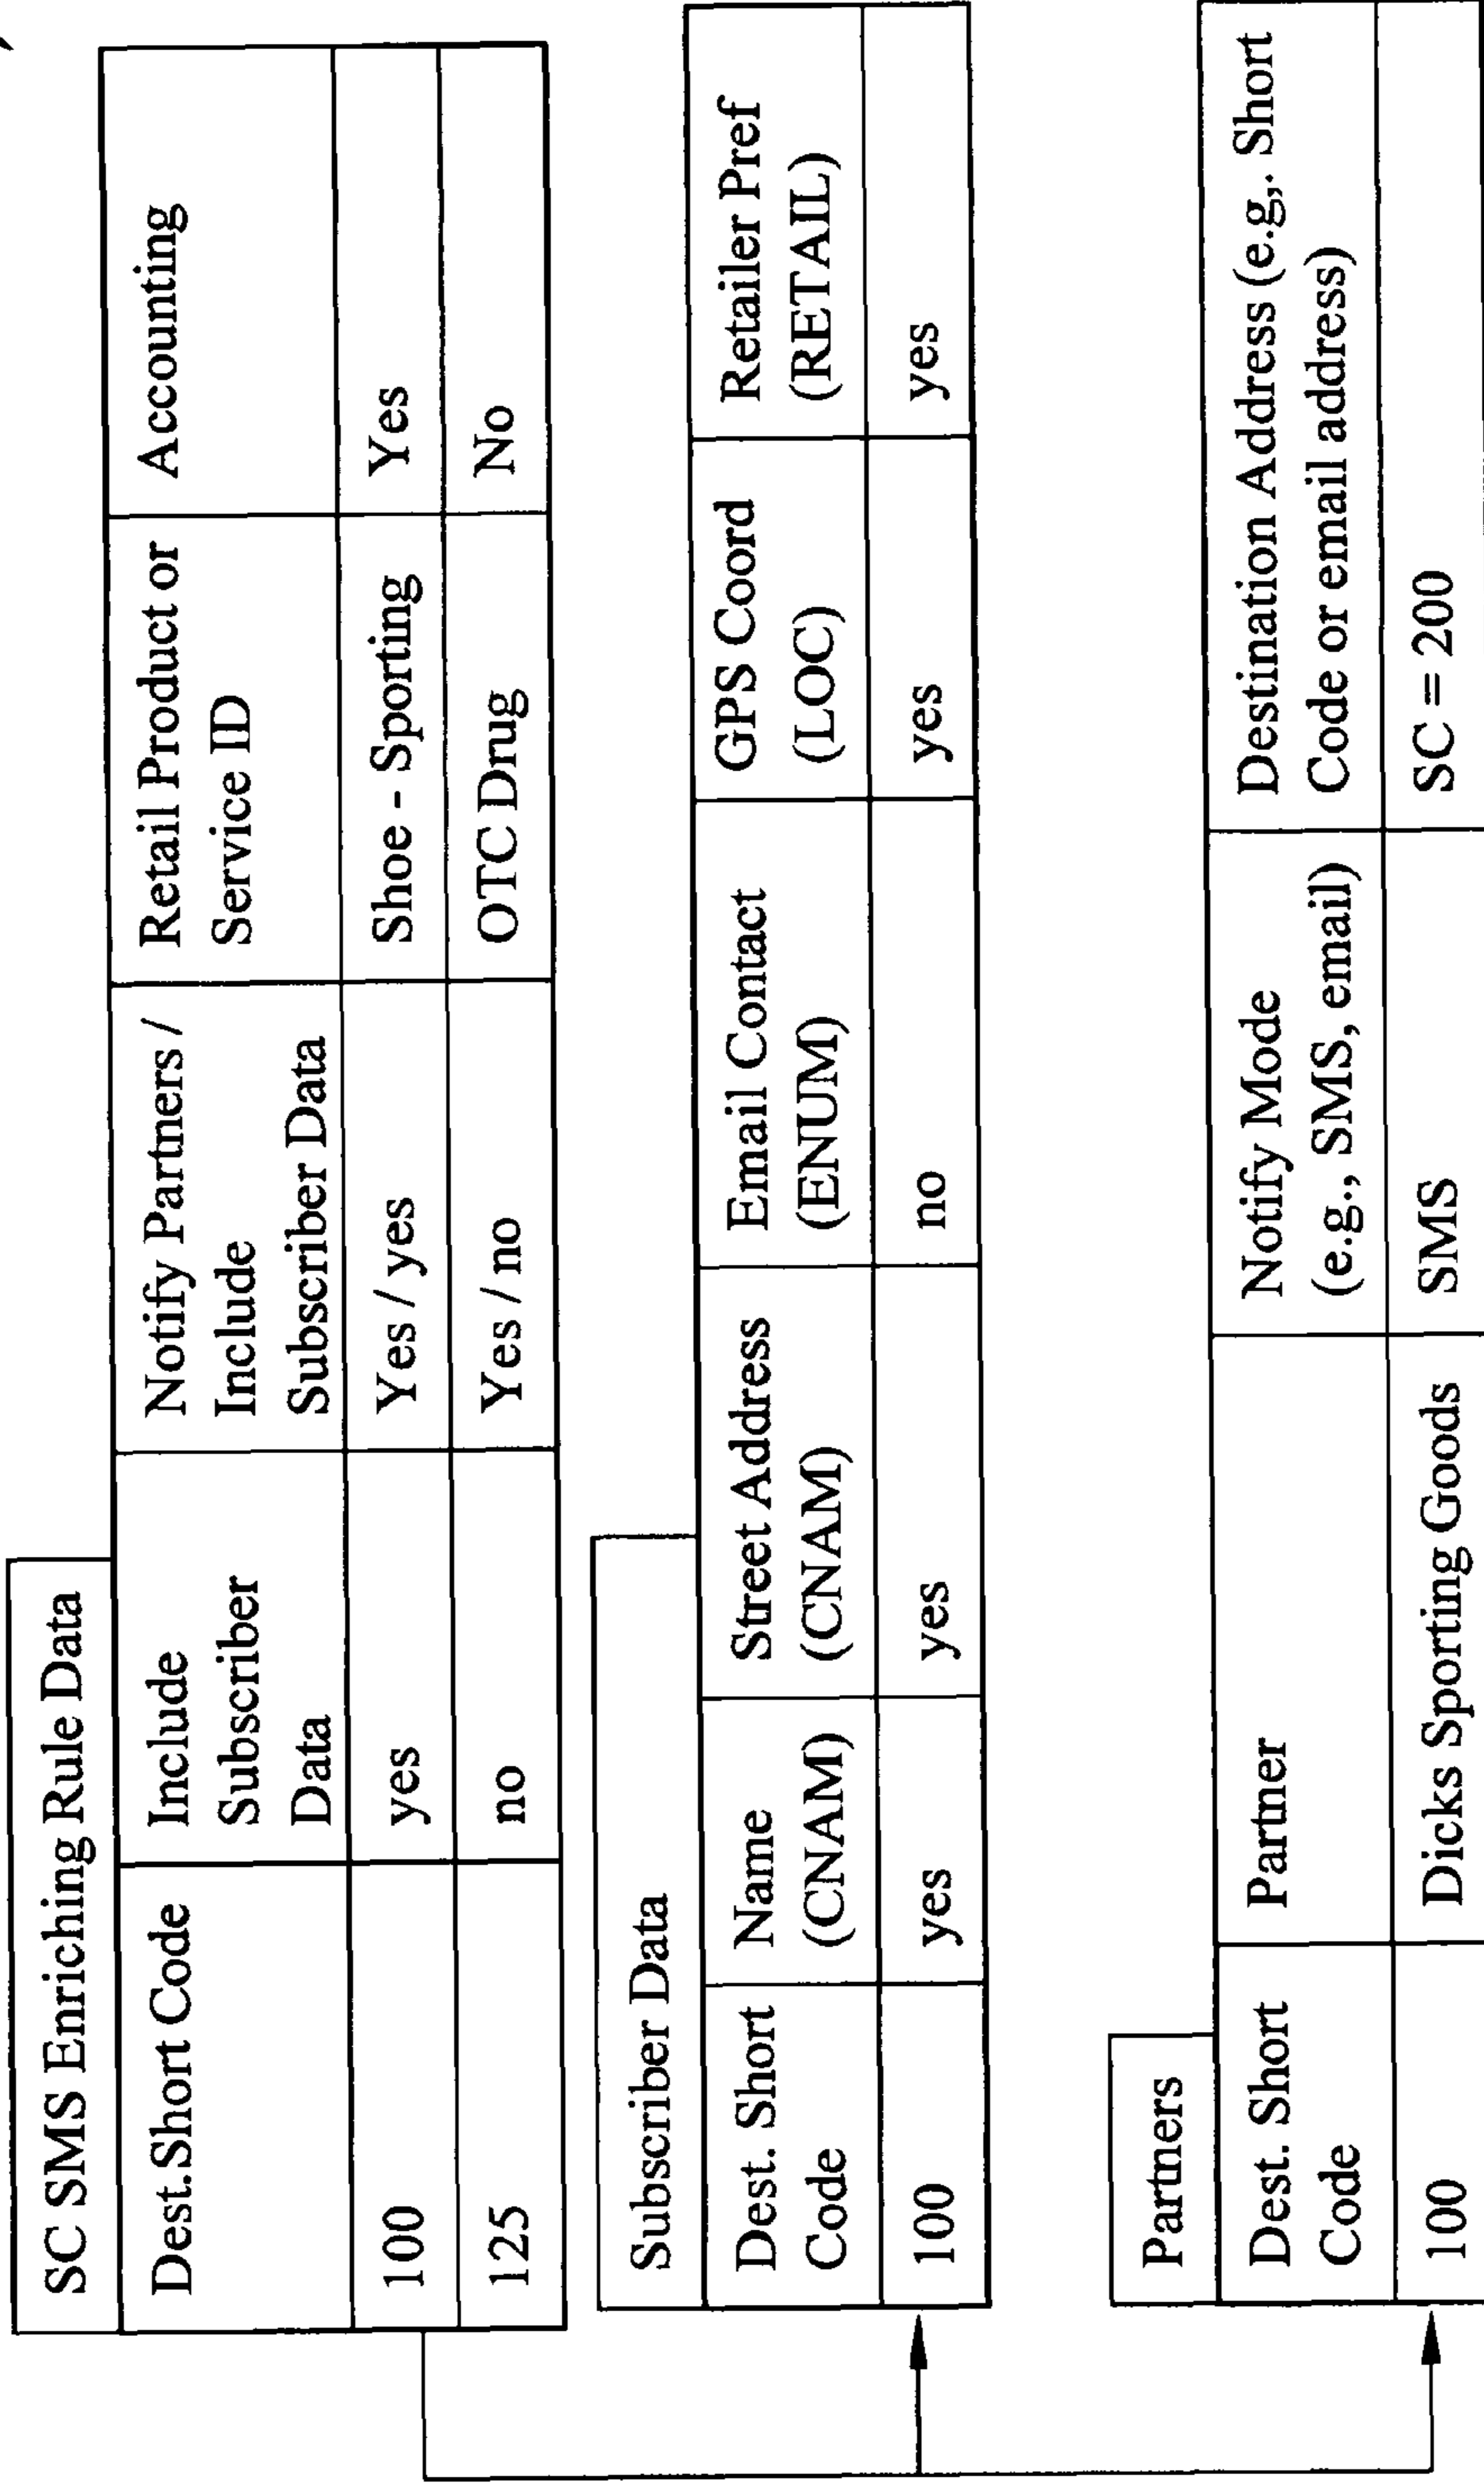 SC SMS Enriching Rule Data
Dest.Short Code
Include
Subscriber
Data
Notify Partners /
Include
Subscriber Data
Retail Product or
Service ID
Accounting
100
yes
Yes / yes
Shoe - Sporting
Yes
125
no
Yes / no
OTC Drug
No
Subscriber Data
Dest. Short
Code
Name
(CNAM)
Street Address
(CNAM)
Email Contact
(ENUM)
GPS Coord
(LOC)
Retailer Pref
(RETAIL)
100
yes
yes
no
yes
yes
Partners
Dest. Short
Code
Partner
Notify Mode
(e.g., SMS, email)
Destination Address (e.g,. Short
Code or email address)
100
Dicks Sporting Goods
SMS
SC = 200